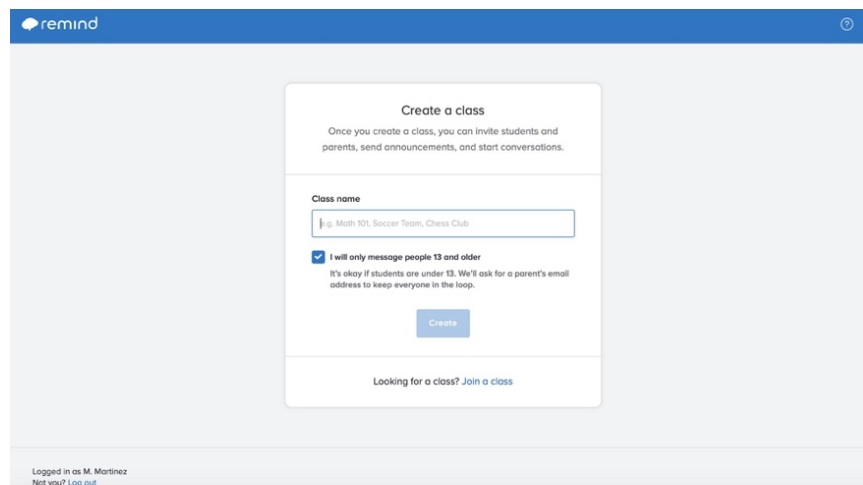 remind
?
Create a class
Once you create a class, you can invite students and
parents, send announcements, and start conversations.
Class name
e.g. Math 101, Soccer Team, Chess Club
I will only message people 13 and older
It's okay if students are under 13. We'll ask for a parent's email
address to keep everyone in the loop.
Create
Looking for a class? Join a class
Logged in as M. Martinez
Not you? Log out